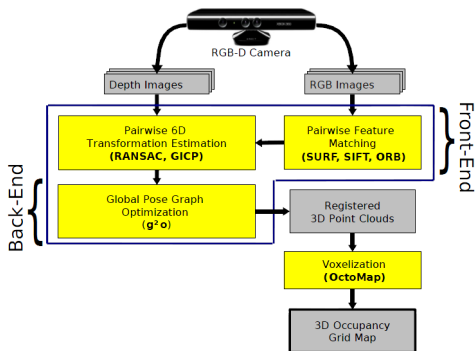 RGB-D Camera
Depth Images
RGB Images
Pairwise 6D
Transformation Estimation
(RANSAC, GICP)
Pairwise Feature
Matching
(SURF, SIFT, ORB)
Front-End
Back-End
Global Pose Graph
Optimization
(g²o)
Registered
3D Point Clouds
Voxelization
(OctoMap)
3D Occupancy
Grid Map